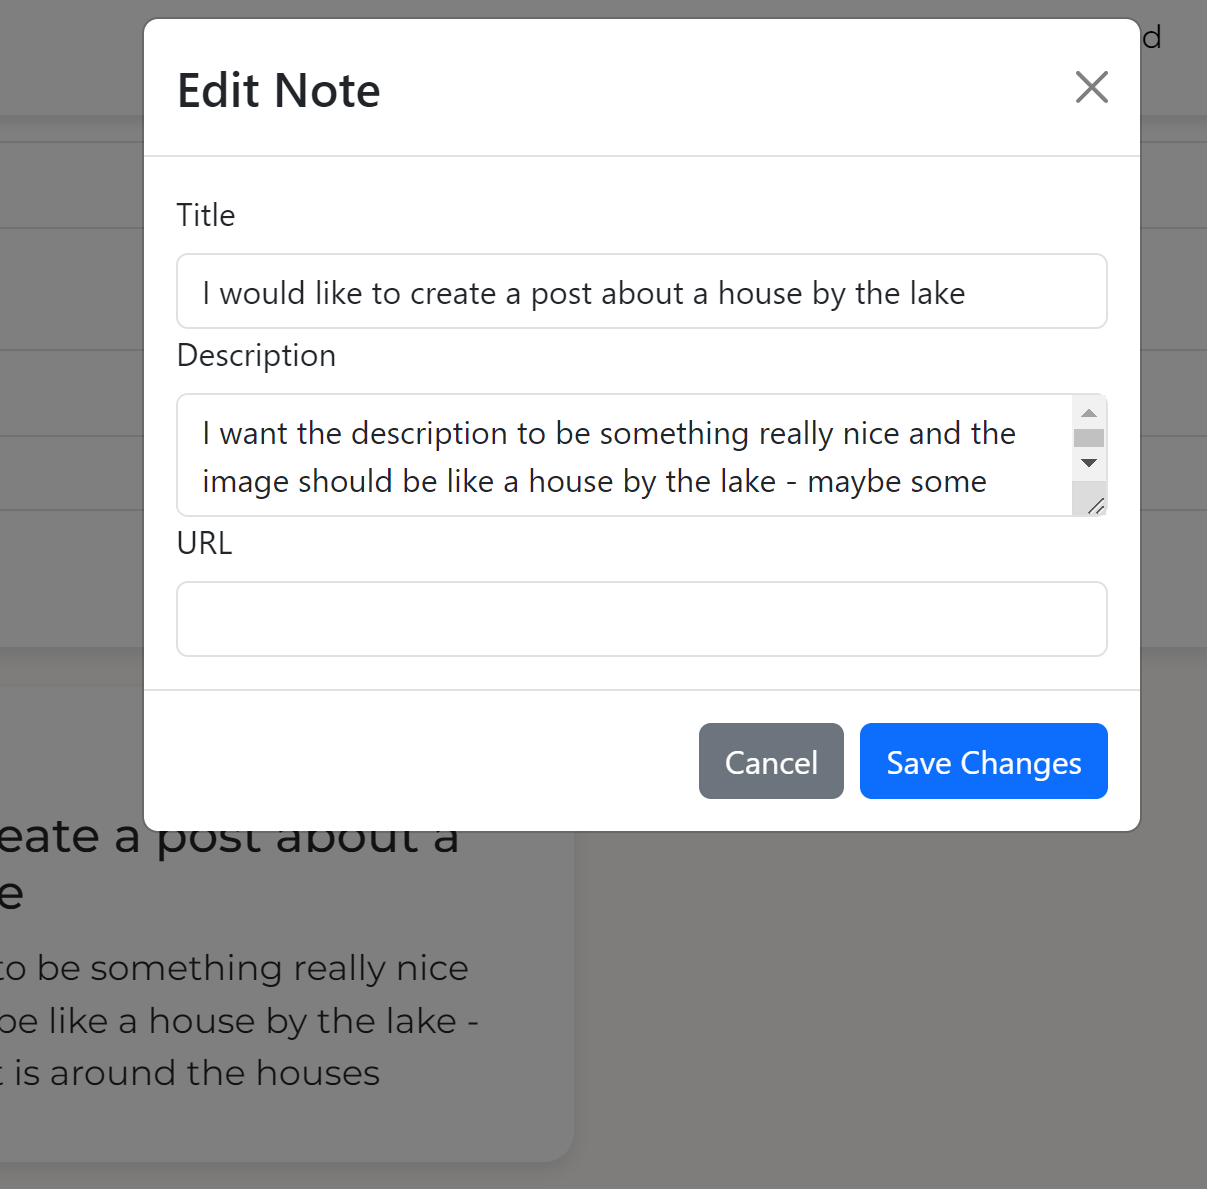 d
Edit Note
Title
I would like to create a post about a house by the lake
Description
I want the description to be something really nice and the
image should be like a house by the lake - maybe some
URL
Cancel
Save Changes
eate a post about a
e
to be something really nice
be like a house by the lake -
t is around the houses